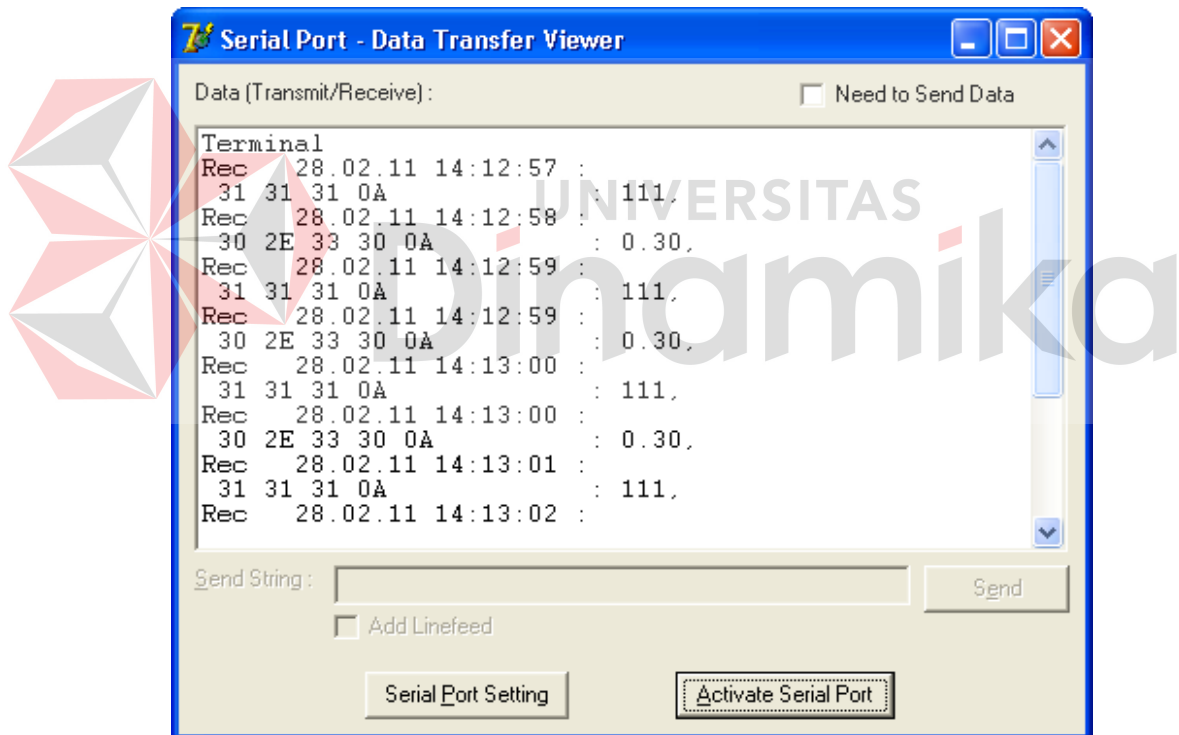 Serial Port - Data Transfer Viewer
Data (Transmit/Receive) :
Need to Send Data
Terminal
Rec 28.02.11 14:12:57 :
31 31 31 0A : 111,
Rec 28.02.11 14:12:58 :
30 2E 33 30 0A : 0.30,
Rec 28.02.11 14:12:59 :
31 31 31 0A : 111,
Rec 28.02.11 14:12:59 :
30 2E 33 30 0A : 0.30,
Rec 28.02.11 14:13:00 :
31 31 31 0A : 111,
Rec 28.02.11 14:13:00 :
30 2E 33 30 0A : 0.30,
Rec 28.02.11 14:13:01 :
31 31 31 0A : 111,
Rec 28.02.11 14:13:02 :
Send String :
Send
Add Linefeed
Serial Port Setting
Activate Serial Port
UNIVERSITAS
Dinamika